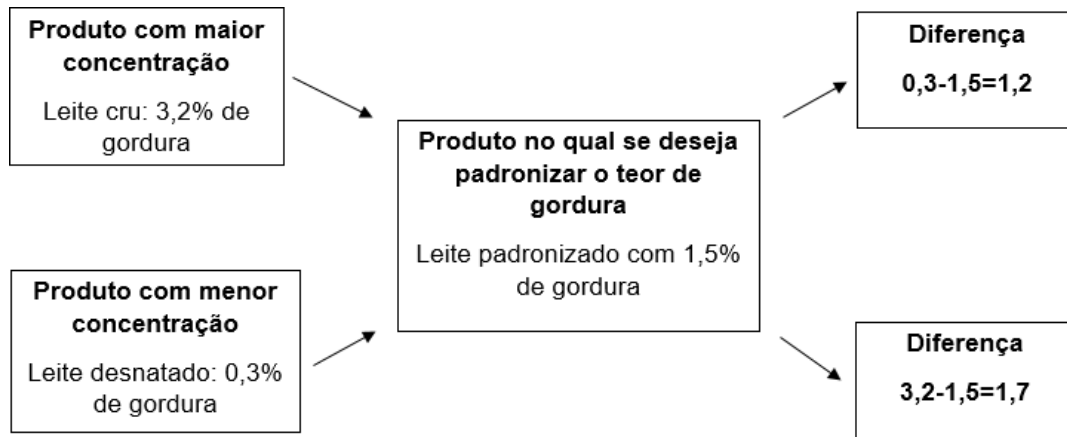 Produto com maior
concentração
Leite cru: 3,2% de
gordura
Produto com menor
concentração
Leite desnatado: 0,3%
de gordura
Produto no qual se deseja
padronizar o teor de
gordura
Leite padronizado com 1,5%
de gordura
Diferença
0,3-1,5=1,2
Diferença
3,2-1,5=1,7